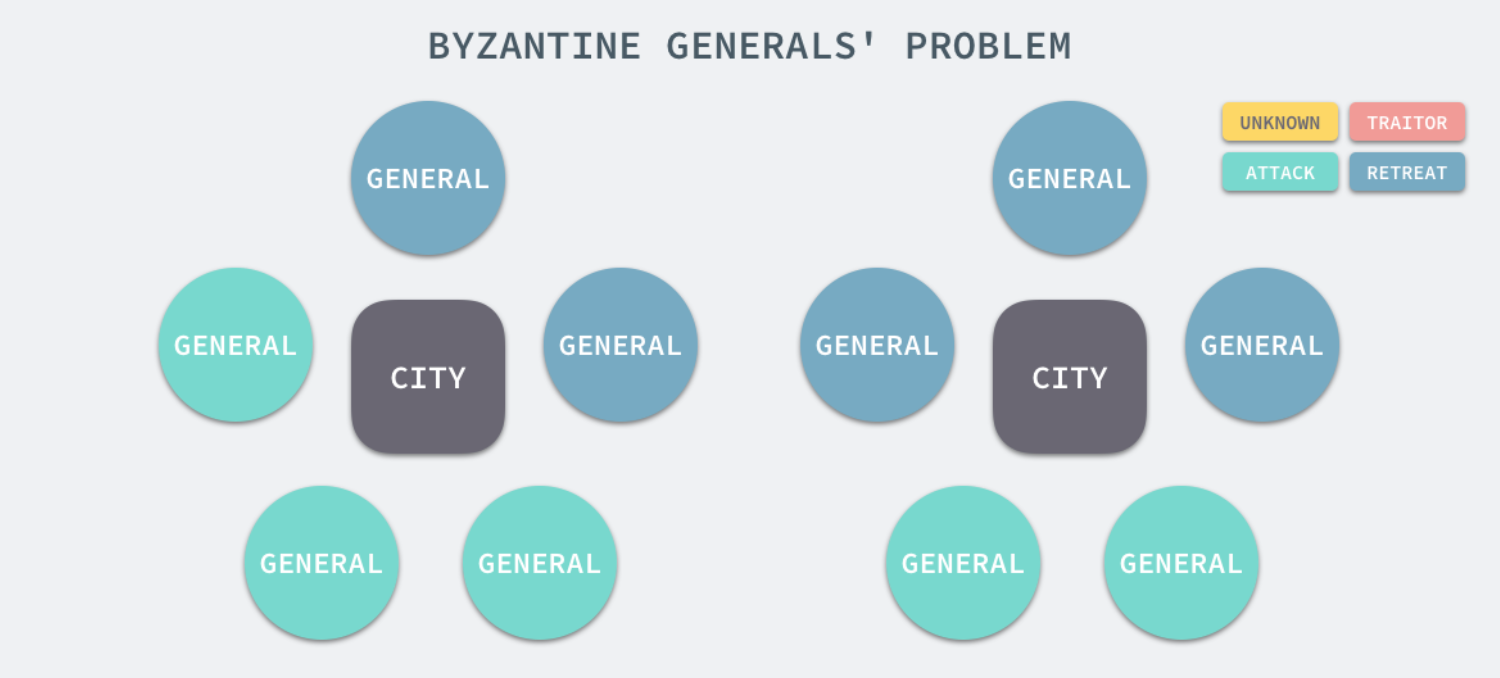 BYZANTINE GENERALS' PROBLEM
UNKNOWN TRAITOR
ATTACK RETREAT
GENERAL GENERAL
GENERAL GENERAL GENERAL GENERAL
CITY CITY
GENERAL GENERAL GENERAL GENERAL